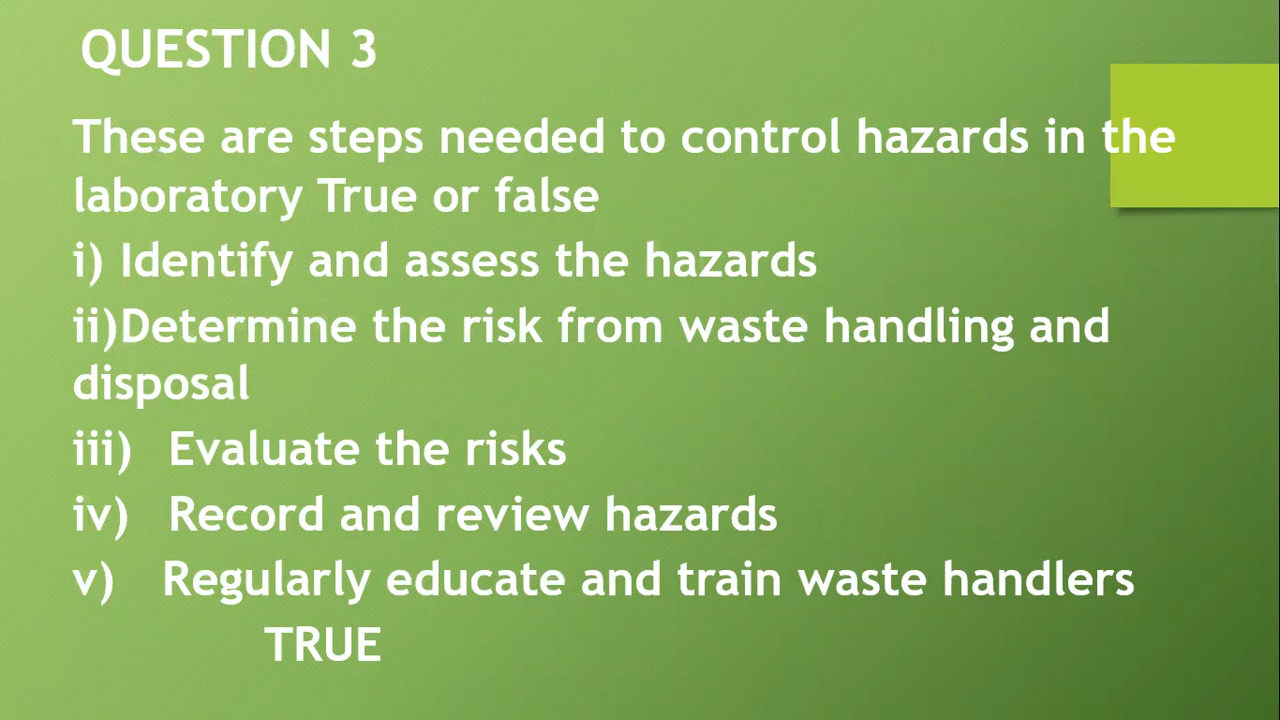 QUESTION 3
These are steps needed to control hazards in the
laboratory True or false
i) Identify and assess the hazards
ii)Determine the risk from waste handling and
disposal
iii) Evaluate the risks
iv) Record and review hazards
v) Regularly educate and train waste handlers
TRUE